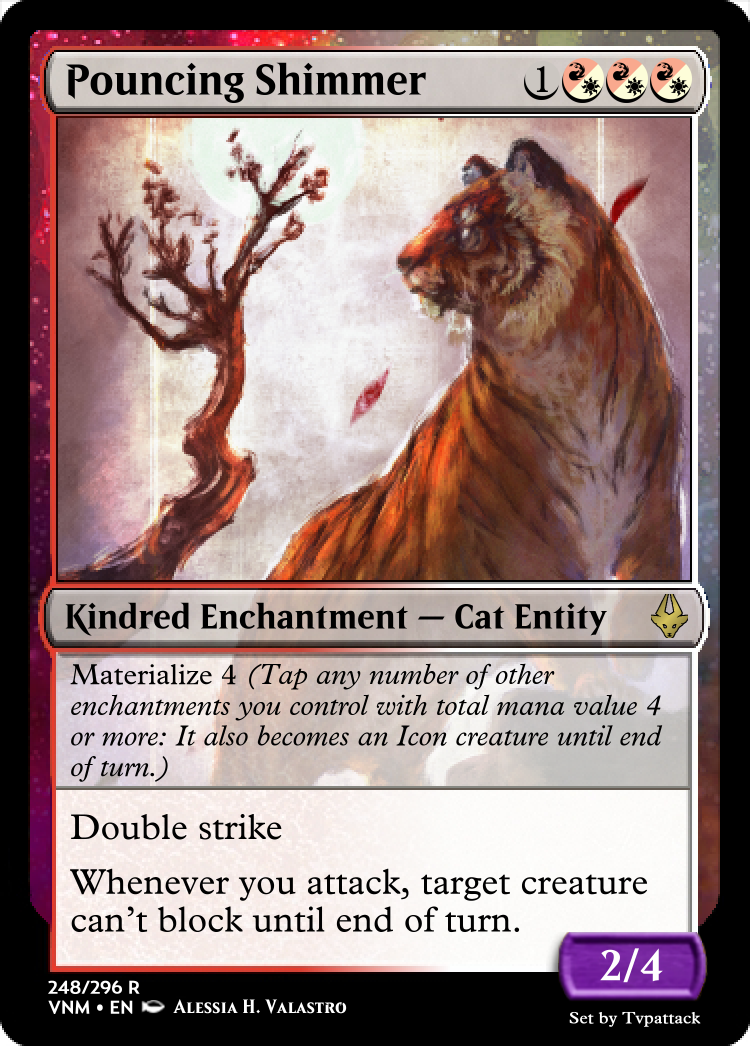 Pouncing Shimmer 1
Kindred Enchantment — Cat Entity
Materialize 4 (Tap any number of other
enchantments you control with total mana value 4
or more: It also becomes an Icon creature until end
of turn.)
Double strike
Whenever you attack, target creature
can't block until end of turn.
2/4
248/296 R
VNM • EN Alessia H. Valastro
Set by Tvpattack